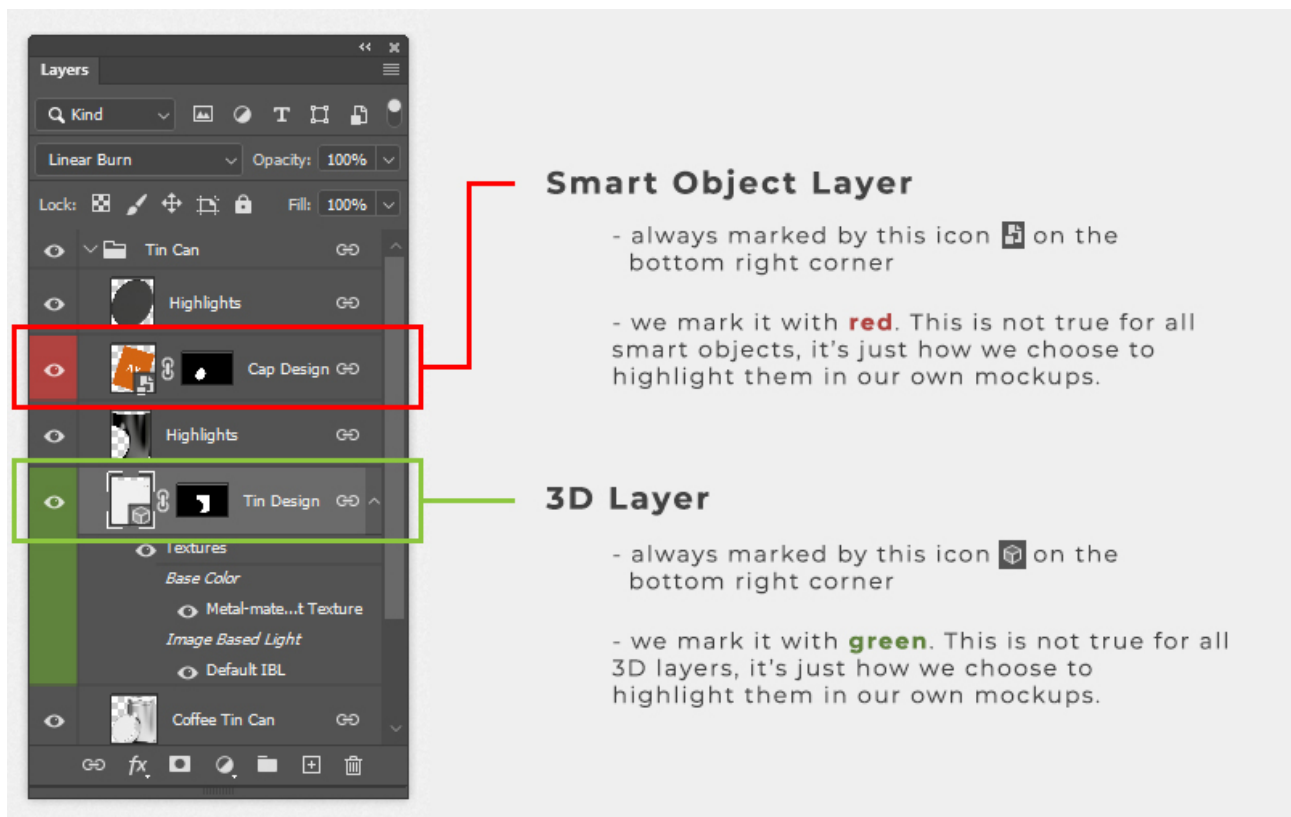 Layers
Kind
Linear Burn Opacity: 100%
Lock: Fill: 100%
Tin Can
Highlights
Cap Design
Highlights
Tin Design
Textures
Base Color
Metal-mate...t Texture
Image Based Light
Default IBL
Coffee Tin Can
fx
Smart Object Layer
- always marked by this icon on the
bottom right corner
- we mark it with red. This is not true for all
smart objects, it's just how we choose to
highlight them in our own mockups.
3D Layer
- always marked by this icon on the
bottom right corner
- we mark it with green. This is not true for all
3D layers, it's just how we choose to
highlight them in our own mockups.